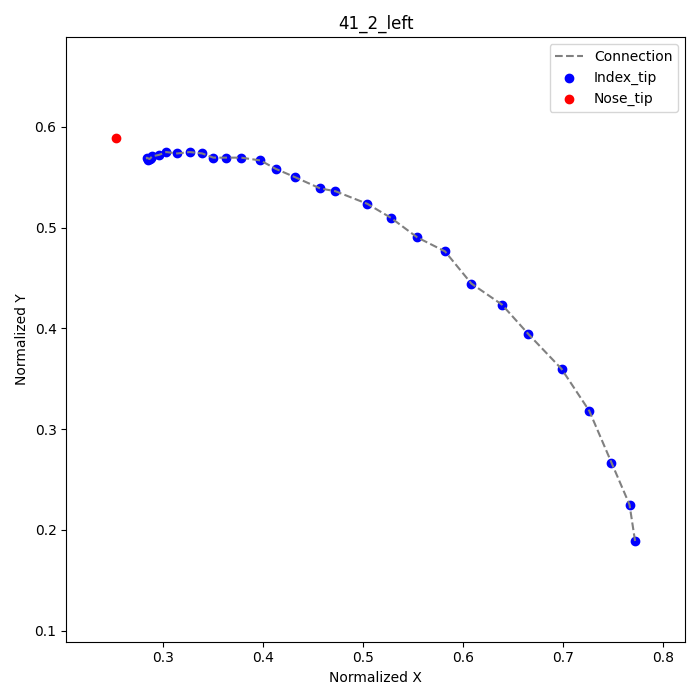 41_2_left
Connection
Index_tip
Nose_tip
Normalized Y
0.6
0.5
0.4
0.3
0.2
0.1
0.3 0.4 0.5 0.6 0.7 0.8
Normalized X